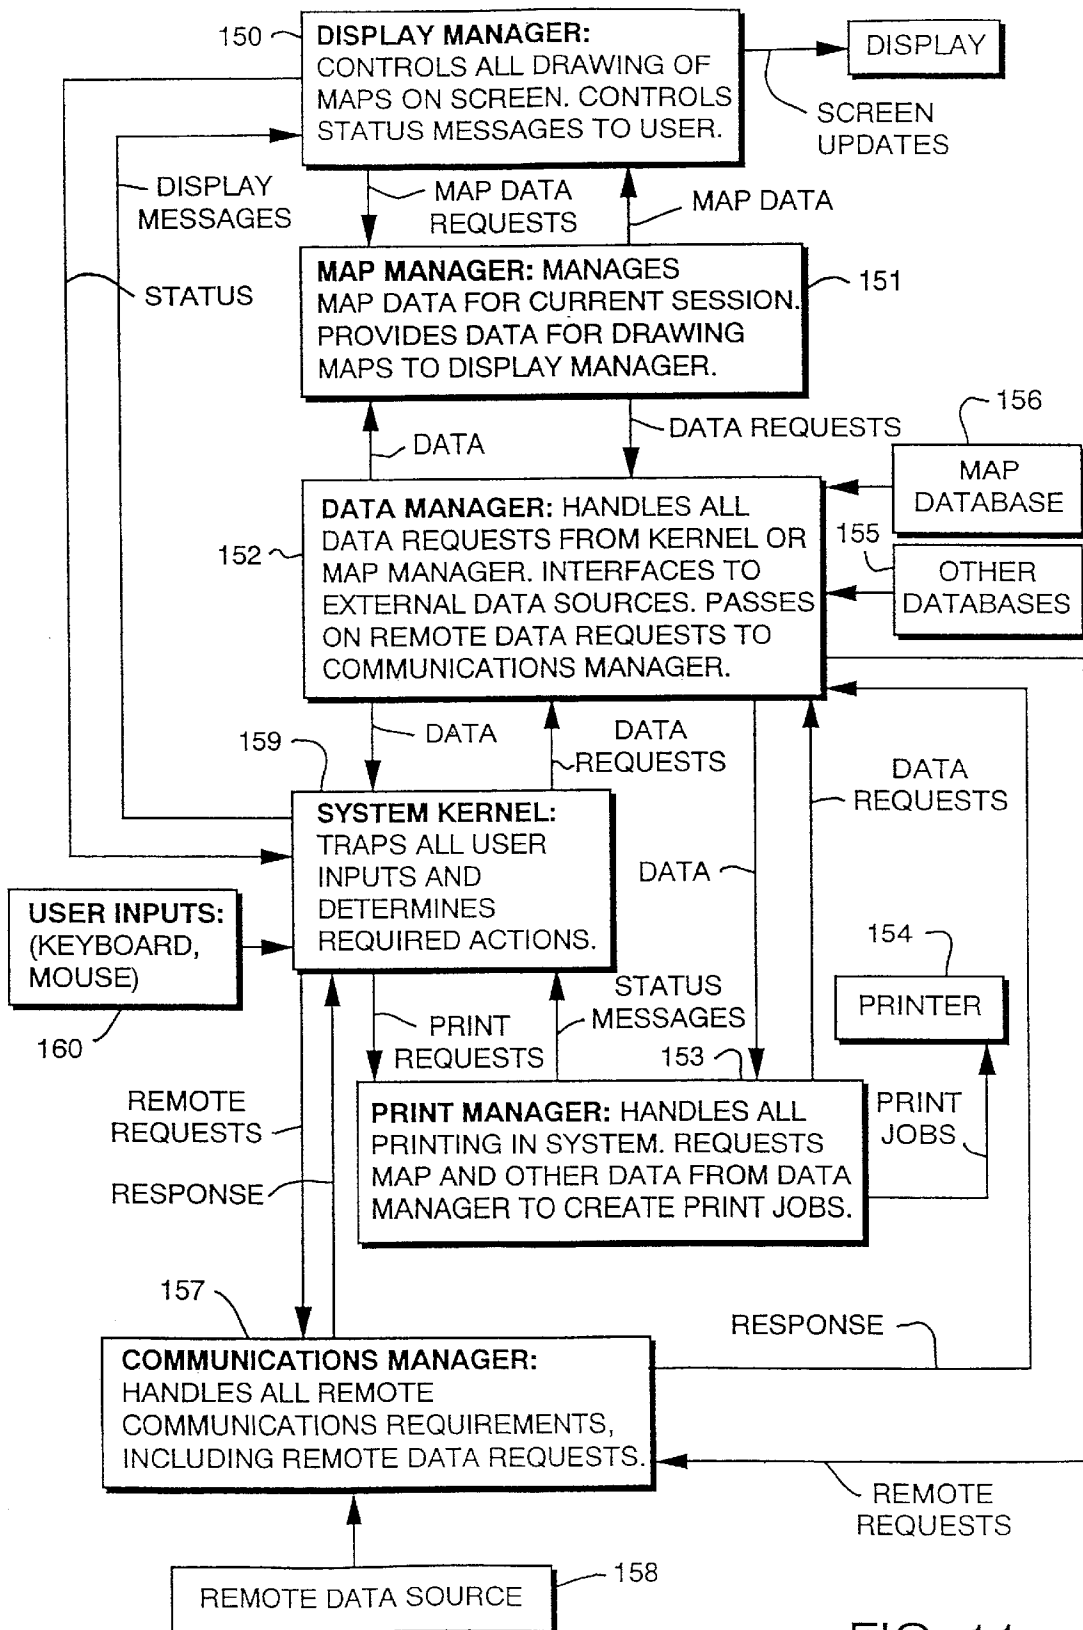 150
DISPLAY MANAGER:
CONTROLS ALL DRAWING OF
MAPS ON SCREEN. CONTROLS
STATUS MESSAGES TO USER.
DISPLAY
SCREEN
UPDATES
DISPLAY
MESSAGES
MAP DATA
REQUESTS
MAP DATA
STATUS
MAP MANAGER: MANAGES
MAP DATA FOR CURRENT SESSION.
PROVIDES DATA FOR DRAWING
MAPS TO DISPLAY MANAGER.
151
DATA
DATA REQUESTS
156
MAP
DATABASE
152
DATA MANAGER: HANDLES ALL
DATA REQUESTS FROM KERNEL OR
MAP MANAGER. INTERFACES TO
EXTERNAL DATA SOURCES. PASSES
ON REMOTE DATA REQUESTS TO
COMMUNICATIONS MANAGER.
155
OTHER
DATABASES
159
DATA
DATA
REQUESTS
DATA
REQUESTS
SYSTEM KERNEL:
TRAPS ALL USER
INPUTS AND
DETERMINES
REQUIRED ACTIONS.
DATA
USER INPUTS:
(KEYBOARD,
MOUSE)
160
154
PRINTER
PRINT
REQUESTS
STATUS
MESSAGES
153
REMOTE
REQUESTS
RESPONSE
PRINT MANAGER: HANDLES ALL
PRINTING IN SYSTEM. REQUESTS
MAP AND OTHER DATA FROM DATA
MANAGER TO CREATE PRINT JOBS.
PRINT
JOBS
157
RESPONSE
COMMUNICATIONS MANAGER:
HANDLES ALL REMOTE
COMMUNICATIONS REQUIREMENTS,
INCLUDING REMOTE DATA REQUESTS.
REMOTE
REQUESTS
REMOTE DATA SOURCE
158